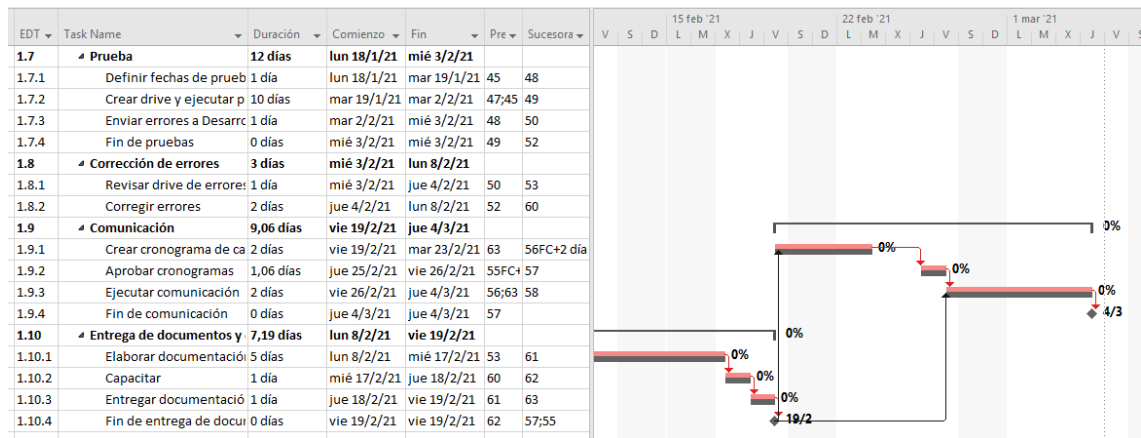 15 feb '21 22 feb '21 1 mar '21
EDT Task Name Duración Comienzo Fin Pre Sucesora V S D L M X J V S D L M X J V S D L M X J V S
1.7 Prueba 12 días lun 18/1/21 mié 3/2/21
1.7.1 Definir fechas de prueb 1 día lun 18/1/21 mar 19/1/21 45 48
1.7.2 Crear drive y ejecutar p 10 días mar 19/1/21 mar 2/2/21 47;45 49
1.7.3 Enviar errores a Desarrc 1 día mar 2/2/21 mié 3/2/21 48 50
1.7.4 Fin de pruebas 0 días mié 3/2/21 mié 3/2/21 49 52
1.8 Corrección de errores 3 días mié 3/2/21 lun 8/2/21
1.8.1 Revisar drive de errores 1 día mié 3/2/21 jue 4/2/21 50 53
1.8.2 Corregir errores 2 días jue 4/2/21 lun 8/2/21 52 60
1.9 Comunicación 9,06 días vie 19/2/21 jue 4/3/21 0%
1.9.1 Crear cronograma de ca 2 días vie 19/2/21 mar 23/2/21 63 56FC+2 día 0%
1.9.2 Aprobar cronogramas 1,06 días jue 25/2/21 vie 26/2/21 55FC+ 57 0%
1.9.3 Ejecutar comunicación 2 días vie 26/2/21 jue 4/3/21 56;63 58 0%
1.9.4 Fin de comunicación 0 días jue 4/3/21 jue 4/3/21 57 4/3
1.10 Entrega de documentos y 7,19 días lun 8/2/21 vie 19/2/21 0%
1.10.1 Elaborar documentación 5 días lun 8/2/21 mié 17/2/21 53 61 0%
1.10.2 Capacitar 1 día mié 17/2/21 jue 18/2/21 60 62 0%
1.10.3 Entregar documentació 1 día jue 18/2/21 vie 19/2/21 61 63 0%
1.10.4 Fin de entrega de docur 0 días vie 19/2/21 vie 19/2/21 62 57;55 19/2